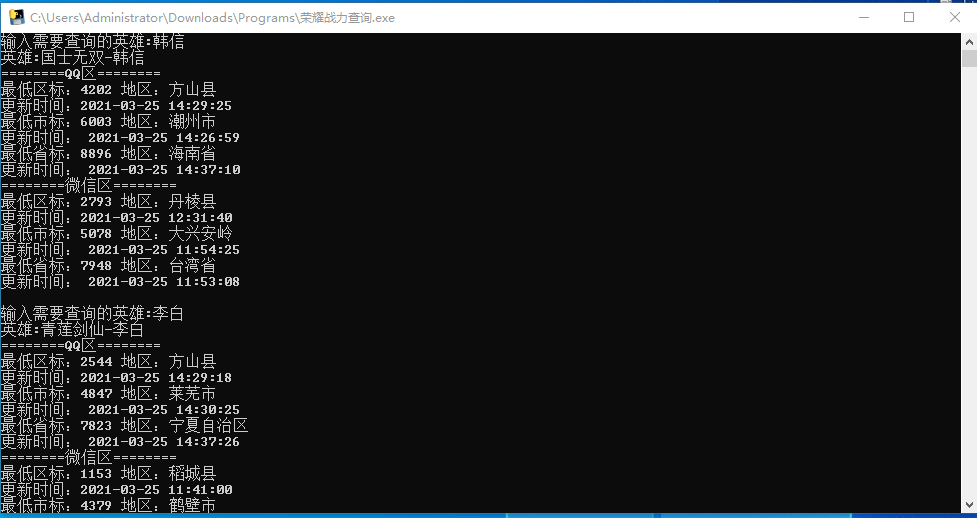 C:\Users\Administrator\Downloads\Programs\荣耀战力查询.exe
输入需要查询的英雄:韩信
英雄:国士无双-韩信
========QQ区========
最低区标: 4202 地区: 方山县
更新时间: 2021-03-25 14:29:25
最低市标: 6003 地区: 潮州市
更新时间:  2021-03-25 14:26:59
最低省标: 8896 地区: 海南省
更新时间:  2021-03-25 14:37:10
========微信区========
最低区标: 2793 地区: 丹棱县
更新时间: 2021-03-25 12:31:40
最低市标: 5078 地区: 大兴安岭
更新时间:  2021-03-25 11:54:25
最低省标: 7948 地区: 台湾省
更新时间:  2021-03-25 11:53:08
输入需要查询的英雄:李白
英雄:青莲剑仙-李白
========QQ区========
最低区标: 2544 地区: 方山县
更新时间: 2021-03-25 14:29:18
最低市标: 4847 地区: 莱芜市
更新时间:  2021-03-25 14:30:25
最低省标: 7823 地区: 宁夏自治区
更新时间:  2021-03-25 14:37:26
========微信区========
最低区标: 1153 地区: 稻城县
更新时间: 2021-03-25 11:41:00
最低市标: 4379 地区: 鹤壁市